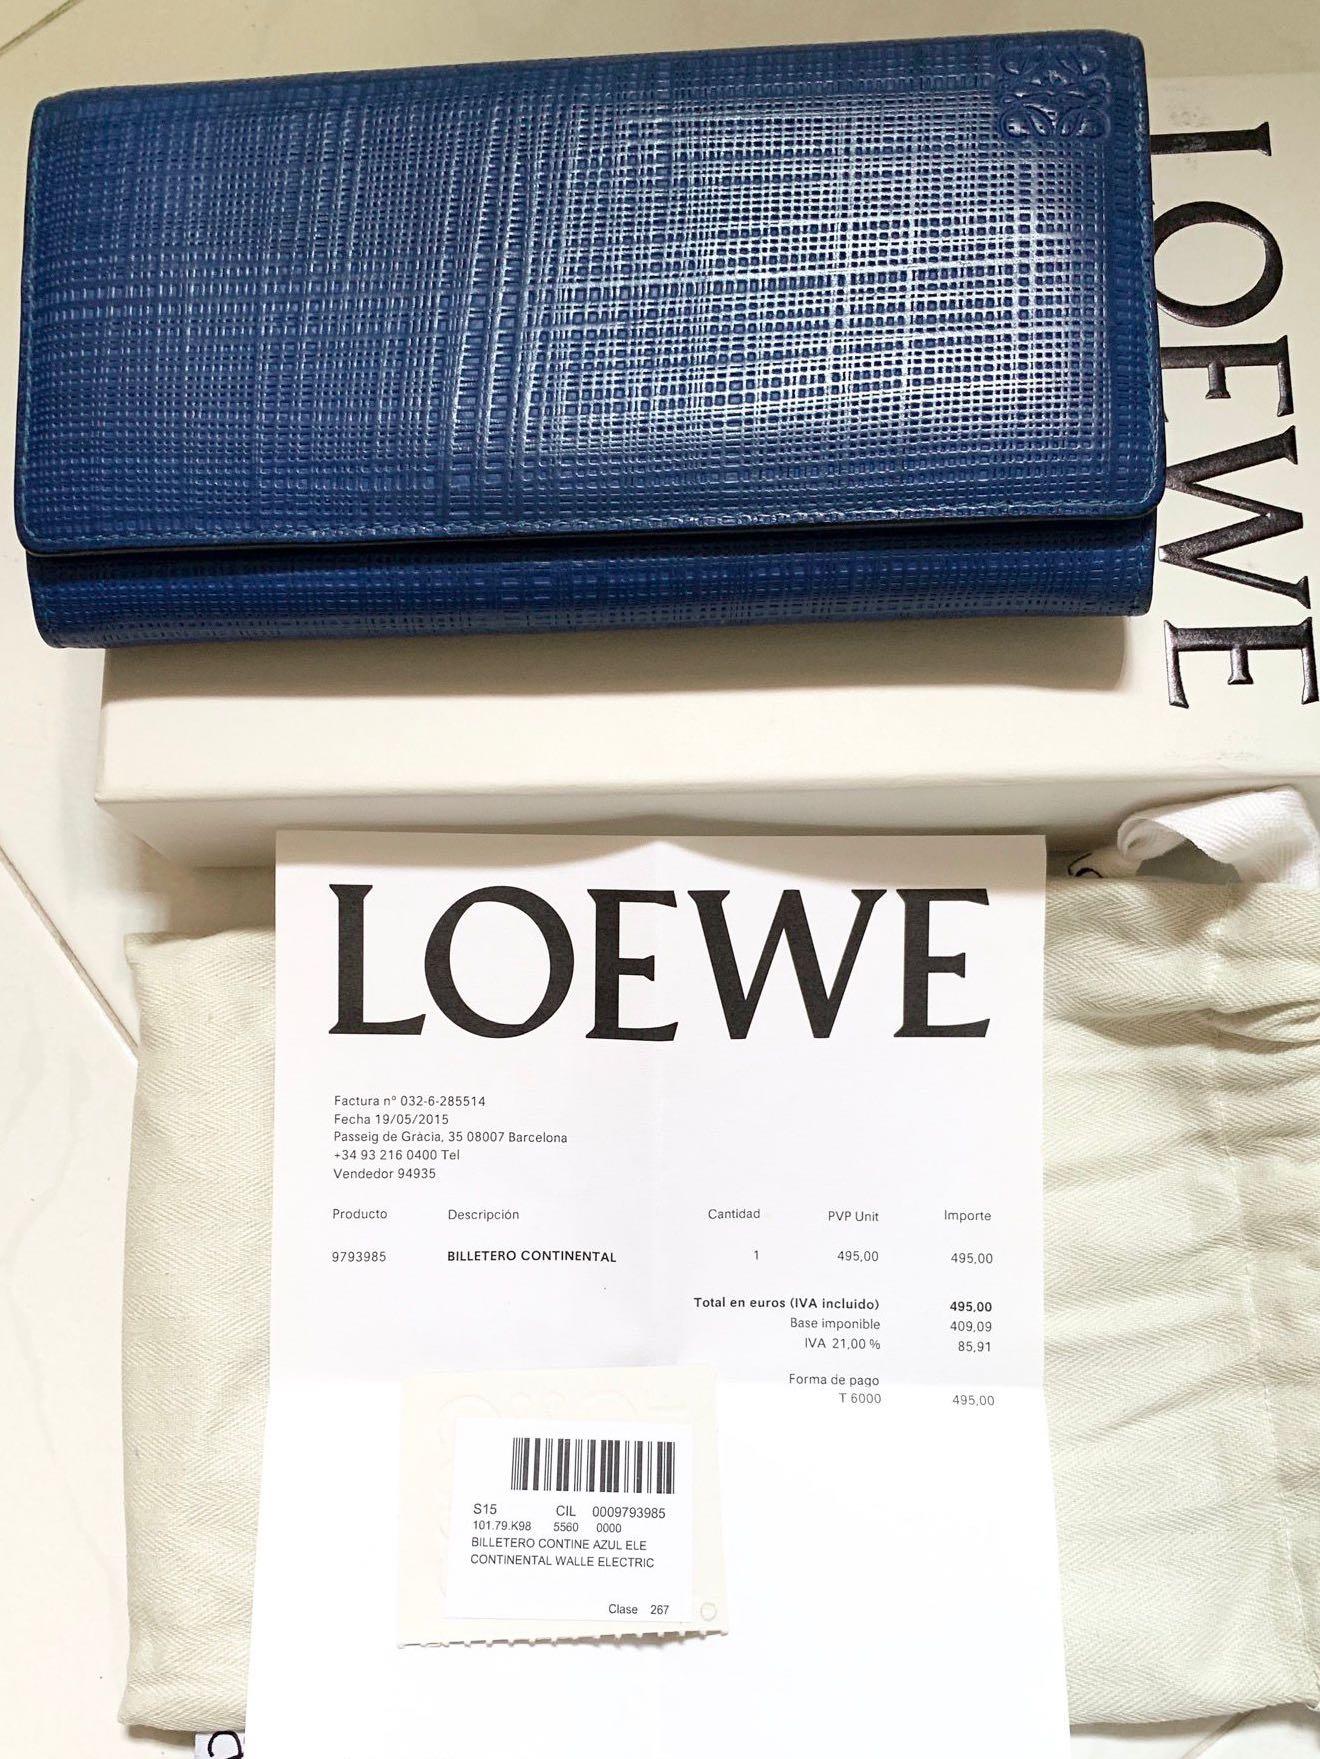 LOEWE
LOEWE
Factura nº 032-6-285514
Fecha 19/05/2015
Passeig de Gràcia, 35 08007 Barcelona
+34 93 216 0400 Tel
Vendedor 94935
Producto Descripción Cantidad PVP Unit Importe
9793985 BILLETERO CONTINENTAL 1 495,00 495,00
Total en euros (IVA incluido) 495,00
Base imponible 409,09
IVA 21,00 % 85,91
Forma de pago
T 6000 495,00
S15 CIL 0009793985
101.79.K98 5560 0000
BILLETERO CONTINE AZUL ELE
CONTINENTAL WALLE ELECTRIC
Clase 267